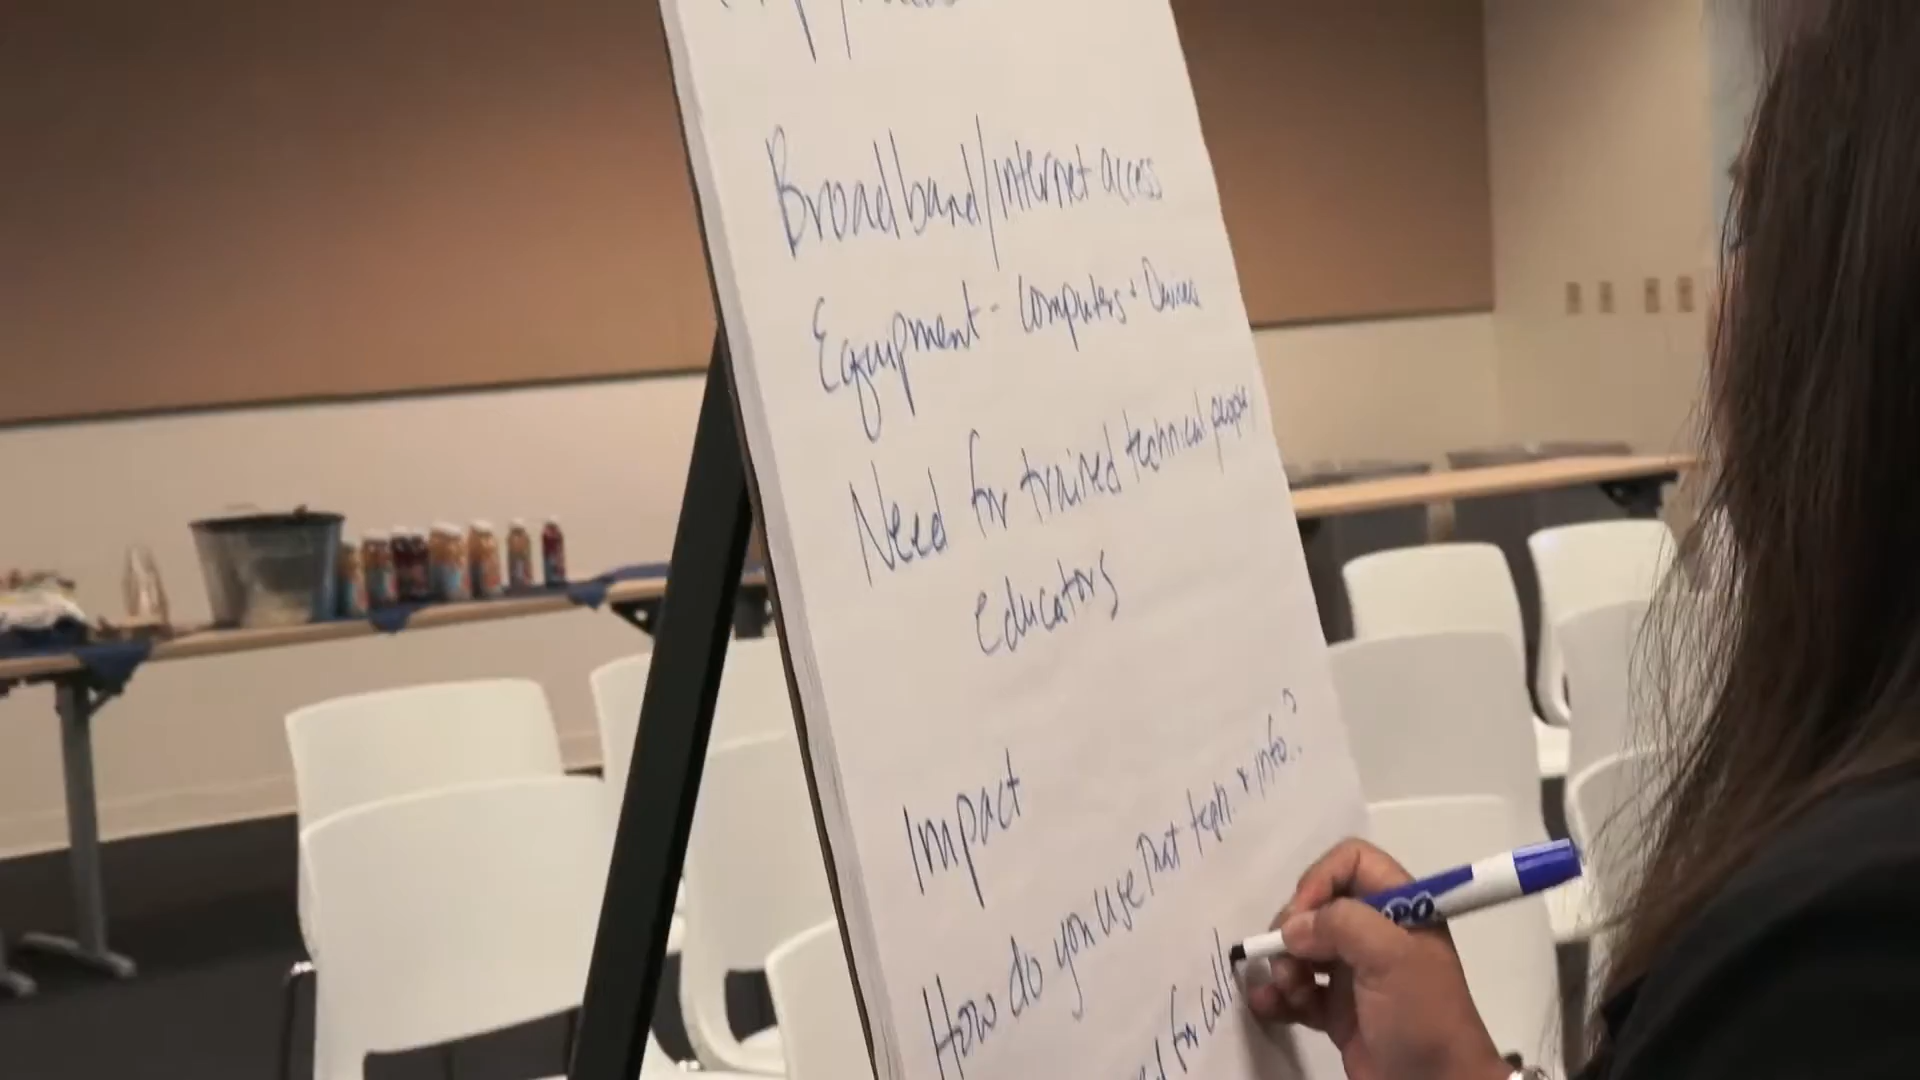 Broadband/internet access
Equipment - Computers + Devices
Need for trained technical people
educators
Impact
How do you use that tech. + info.?
for coll